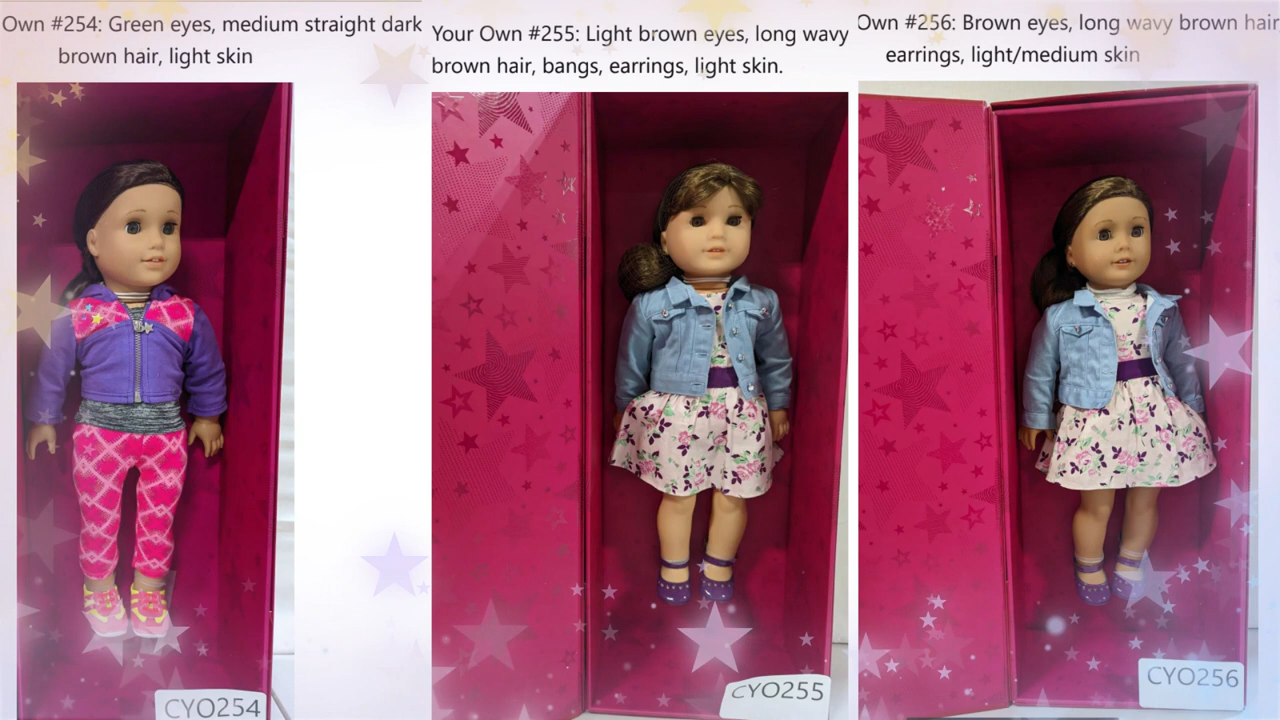 Own #254: Green eyes, medium straight dark
brown hair, light skin
Your Own #255: Light brown eyes, long wavy
brown hair, bangs, earrings, light skin.
Own #256: Brown eyes, long wavy brown hair
earrings, light/medium skin
CYO254
CYO255
CYO256